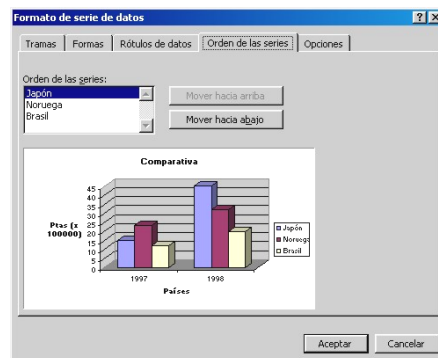 Formato de serie de datos
Tramas Formas Rótulos de datos Orden de las series Opciones
Orden de las series:
Japón
Noruega
Brasil
Mover hacia arriba
Mover hacia abajo
Comparativa
Ptas (x
100000)
45
40
35
30
25
20
15
10
5
0
1997 1998
Países
Japón
Noruega
Brasil
Aceptar Cancelar